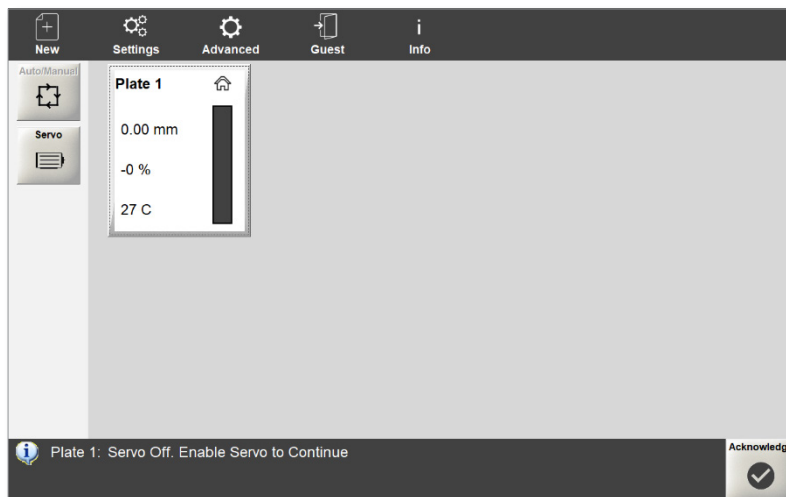 New Settings Advanced Guest Info
Auto/Manual
Servo
Plate 1
0.00 mm
-0 %
27 C
Plate 1: Servo Off. Enable Servo to Continue
Acknowledg